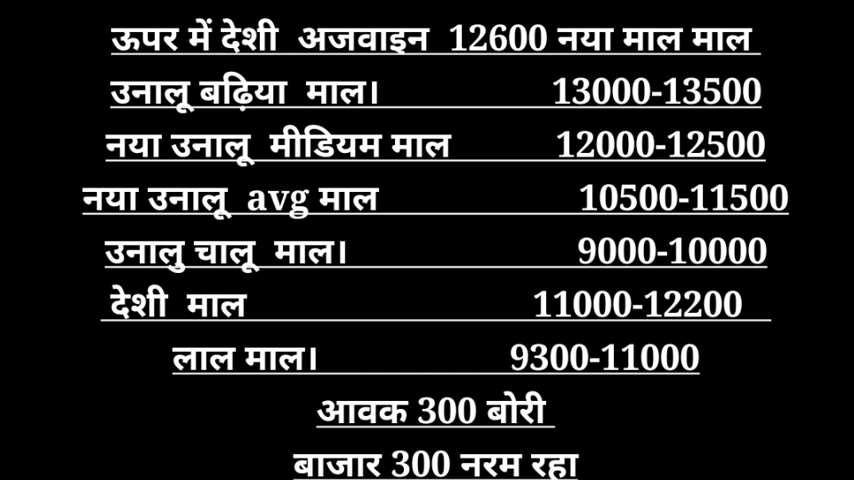 ऊपर में देशी अजवाइन 12600 नया माल माल
उनालू बढ़िया माल। 13000-13500
नया उनालू मीडियम माल 12000-12500
नया उनालू avg माल 10500-11500
उनालु चालू माल। 9000-10000
देशी माल 11000-12200
लाल माल। 9300-11000
आवक 300 बोरी
बाजार 300 नरम रहा